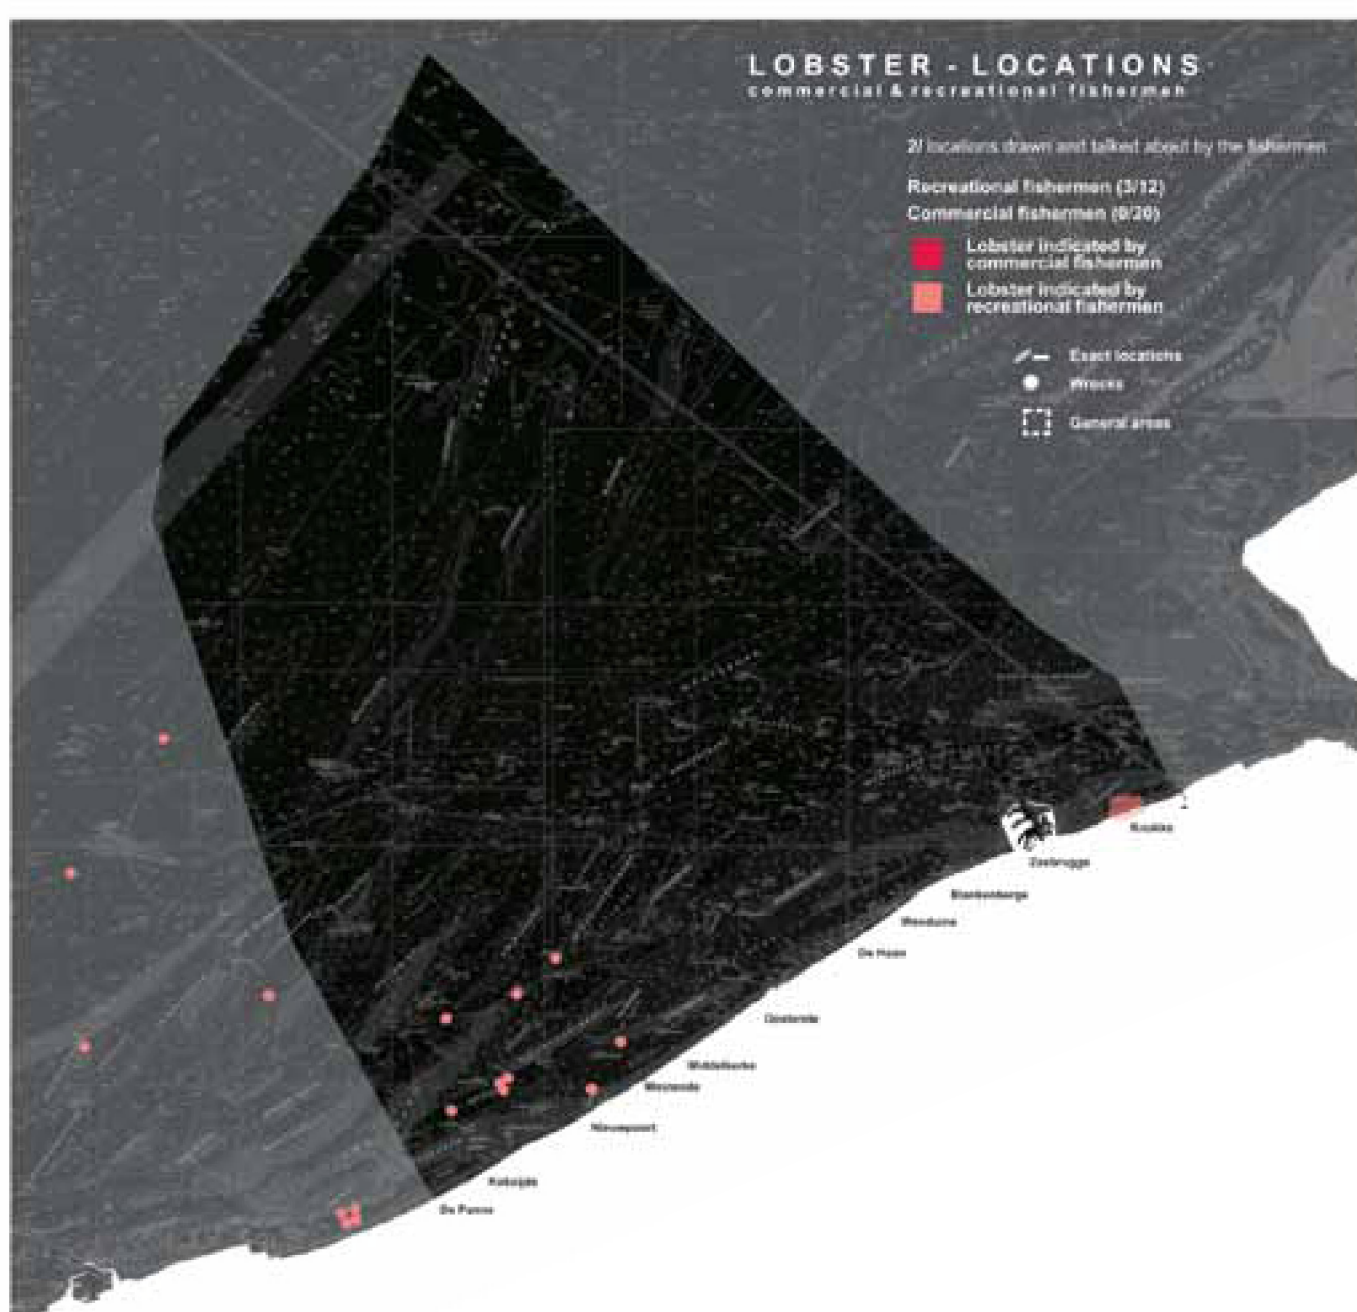 LOBSTER - LOCATIONS
commercial & recreational fishermen
2/ locations drawn and talked about by the fishermen
Recreational fishermen (3/12)
Commercial fishermen (0/20)
Lobster indicated by
commercial fishermen
Lobster indicated by
recreational fishermen
Exact locations
Wrecks
General areas
Knokke
Zeebrugge
Blankenberge
Wenduine
De Haan
Oostende
Middelkerke
Westende
Nieuwpoort
Koksijde
De Panne